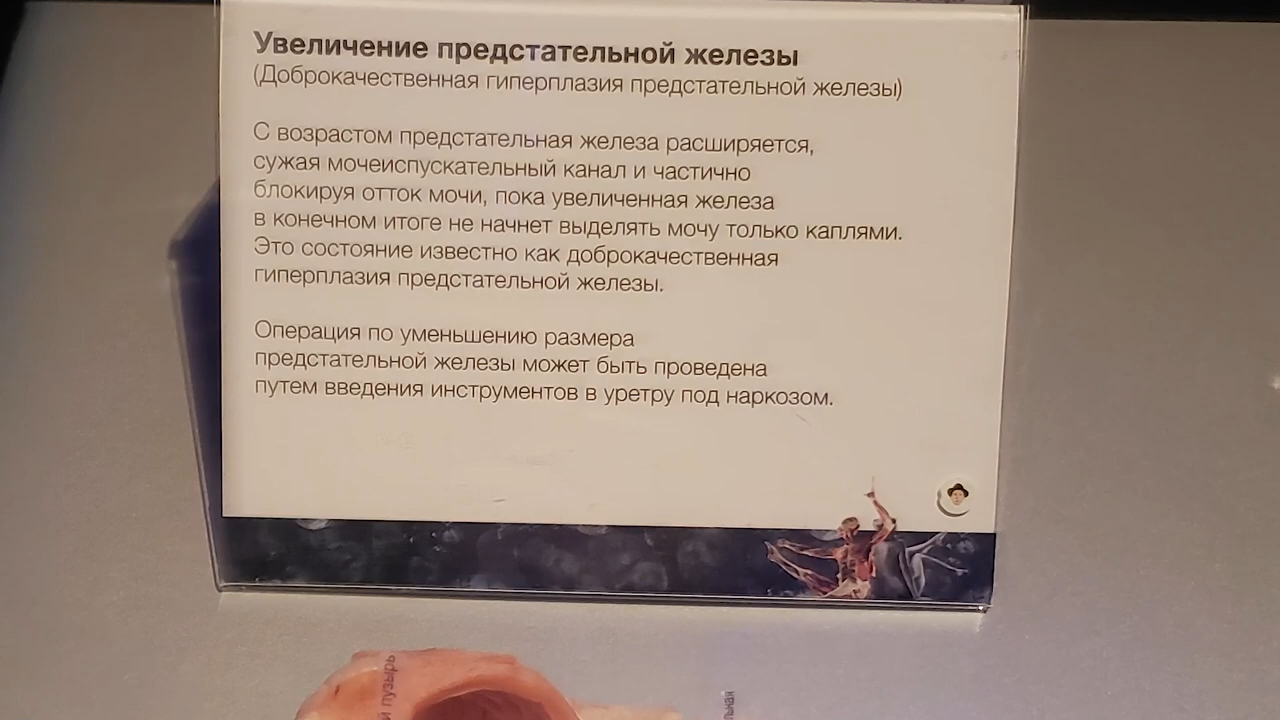 Увеличение предстательной железы
(Доброкачественная гиперплазия предстательной железы)
С возрастом предстательная железа расширяется,
сужая мочеиспускательный канал и частично
блокируя отток мочи, пока увеличенная железа
в конечном итоге не начнет выделять мочу только каплями.
Это состояние известно как доброкачественная
гиперплазия предстательной железы.
Операция по уменьшению размера
предстательной железы может быть проведена
путем введения инструментов в уретру под наркозом.
пузырь